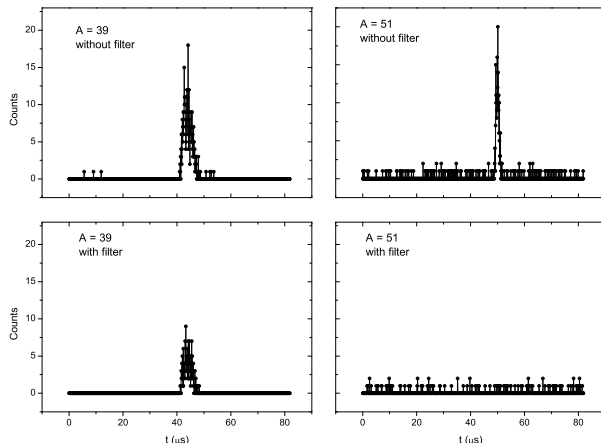 A = 39
without filter
A = 51
without filter
Counts
20
15
10
5
0
A = 39
with filter
A = 51
with filter
Counts
20
15
10
5
0
0 20 40 60 80
0 20 40 60 80
t (μs)
t (μs)